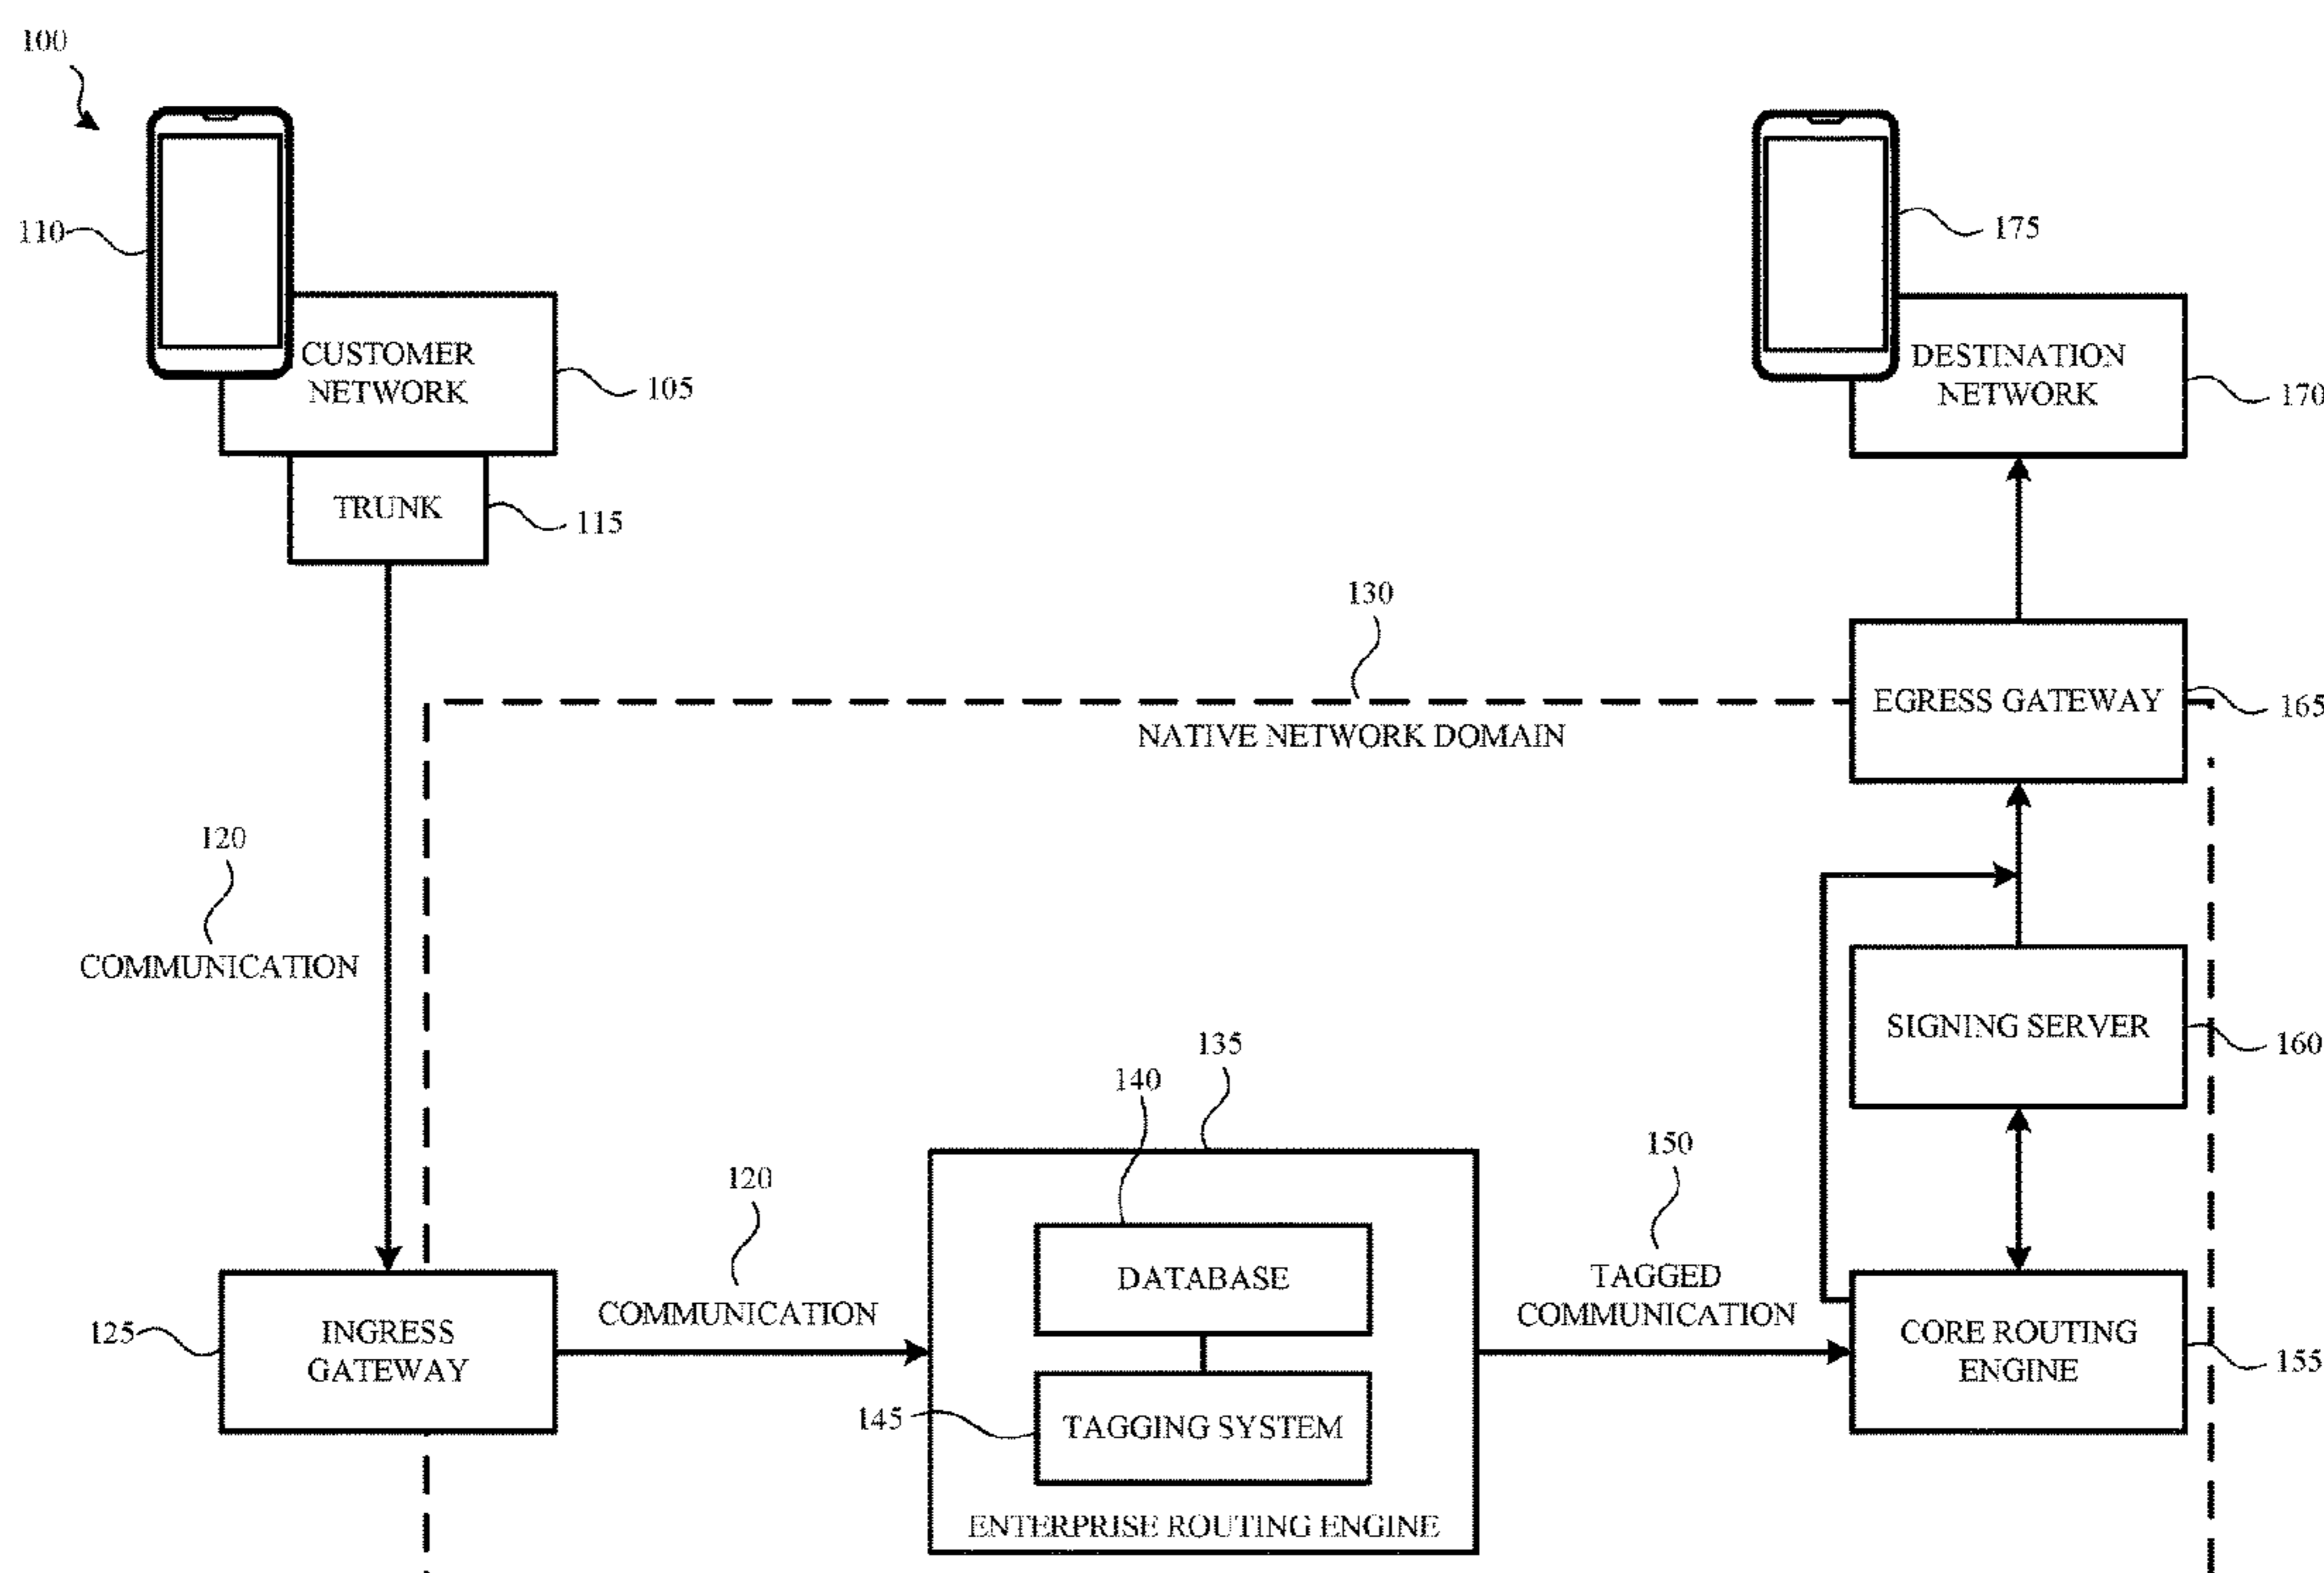 100
110
175
CUSTOMER
NETWORK
105
DESTINATION
NETWORK
170
TRUNK
115
130
NATIVE NETWORK DOMAIN
EGRESS GATEWAY
165
120
COMMUNICATION
SIGNING SERVER
160
135
140
120
COMMUNICATION
150
TAGGED
COMMUNICATION
DATABASE
125
INGRESS
GATEWAY
CORE ROUTING
ENGINE
155
145
TAGGING SYSTEM
ENTERPRISE ROUTING ENGINE